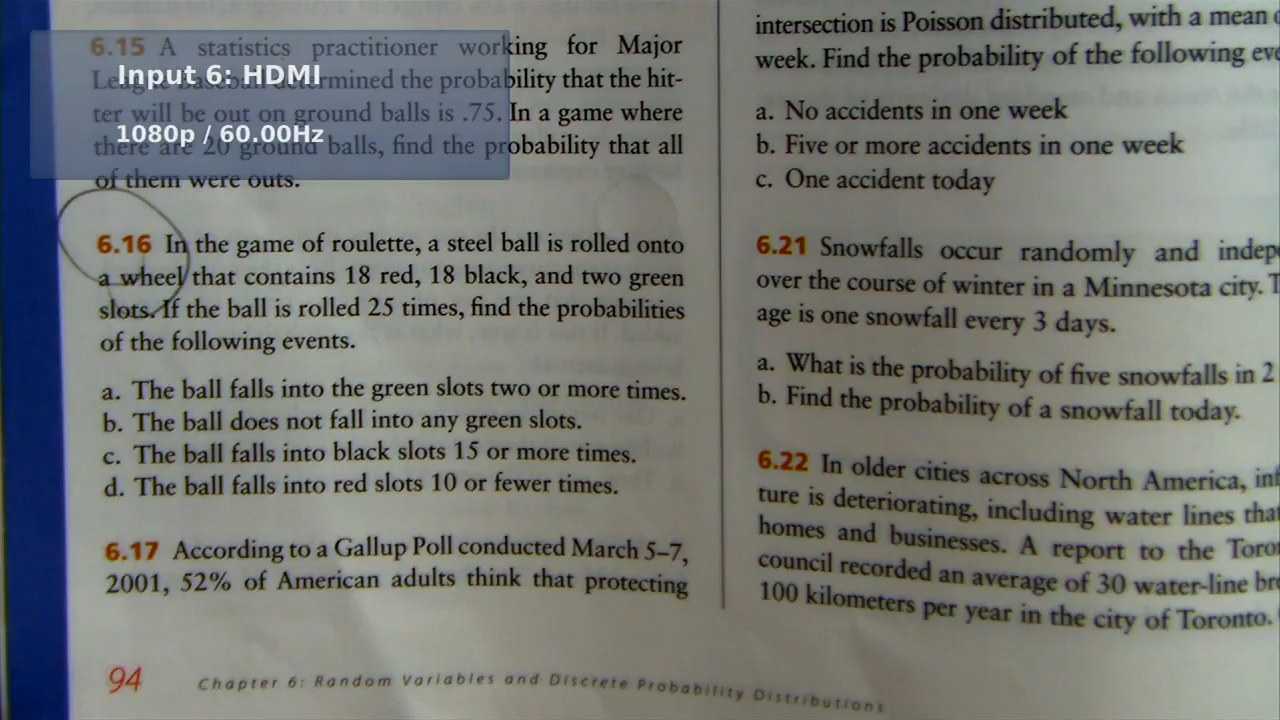 6.15 A statistics practitioner working for Major
League Baseball determined the probability that the hit-
ter will be out on ground balls is .75. In a game where
there are 20 ground balls, find the probability that all
of them were outs.
Input 6: HDMI
1080p / 60.00Hz
6.16 In the game of roulette, a steel ball is rolled onto
a wheel that contains 18 red, 18 black, and two green
slots. If the ball is rolled 25 times, find the probabilities
of the following events.
a. The ball falls into the green slots two or more times.
b. The ball does not fall into any green slots.
c. The ball falls into black slots 15 or more times.
d. The ball falls into red slots 10 or fewer times.
6.17 According to a Gallup Poll conducted March 5–7,
2001, 52% of American adults think that protecting
intersection is Poisson distributed, with a mean
week. Find the probability of the following
a. No accidents in one week
b. Five or more accidents in one week
c. One accident today
6.21 Snowfalls occur randomly and
over the course of winter in a Minnesota city.
age is one snowfall every 3 days.
a. What is the probability of five snowfalls in 2
b. Find the probability of a snowfall today.
6.22 In older cities across North America,
ture is deteriorating, including water lines that
homes and businesses. A report to the
council recorded an average of 30 water-line
100 kilometers per year in the city of Toronto.
94 Chapter 6: Random Variables and Discrete Probability Distributions